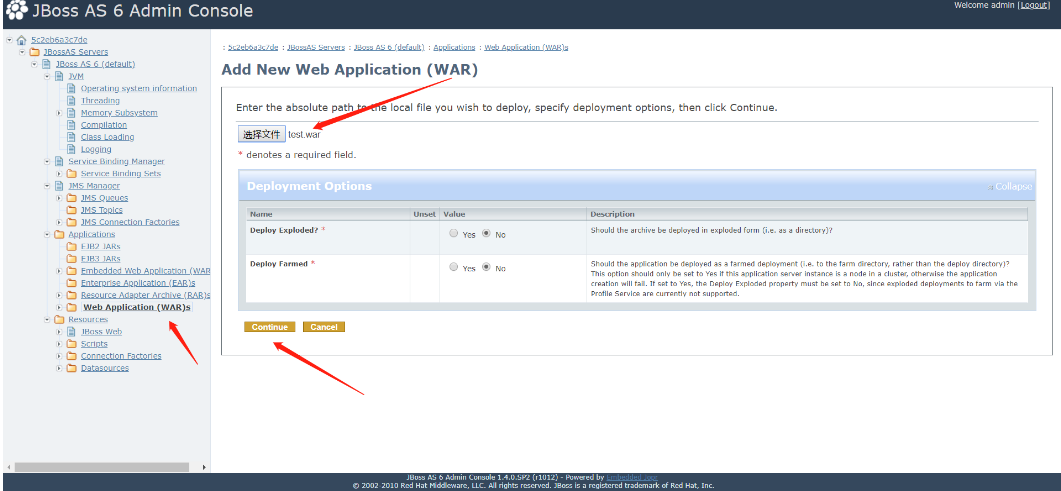 JBoss AS 6 Admin Console
Welcome admin [Logout]
5c2eb6a3c7de
JBossAS Servers
JBoss AS 6 (default)
JVM
Operating system information
Threading
Memory Subsystem
Compilation
Class Loading
Logging
Service Binding Manager
Service Binding Sets
JMS Manager
JMS Queues
JMS Topics
JMS Connection Factories
Applications
EJB2 JARs
EJB3 JARs
Embedded Web Application (WAR
Enterprise Application (EAR)s
Resource Adapter Archive (RAR)s
Web Application (WAR)s
Resources
JBoss Web
Scripts
Connection Factories
Datasources
: 5c2eb6a3c7de : JBossAS Servers : JBoss AS 6 (default) : Applications : Web Application (WAR)s
Add New Web Application (WAR)
Enter the absolute path to the local file you wish to deploy, specify deployment options, then click Continue.
选择文件 test.war
* denotes a required field.
Deployment Options
Collapse
Name Unset Value Description
Deploy Exploded? * Yes No Should the archive be deployed in exploded form (i.e. as a directory)?
Deploy Farmed * Yes No Should the application be deployed as a farmed deployment (i.e. to the farm directory, rather than the deploy directory)?
This option should only be set to Yes if this application server instance is a node in a cluster, otherwise the application
creation will fail. If set to Yes, the Deploy Exploded property must be set to No, since exploded deployments to farm via the
Profile Service are currently not supported.
Continue Cancel
JBoss AS 6 Admin Console 1.4.0.SP2 (r1012) - Powered by Embedded Jopr
© 2002-2010 Red Hat Middleware, LLC. All rights reserved. JBoss is a registered trademark of Red Hat, Inc.